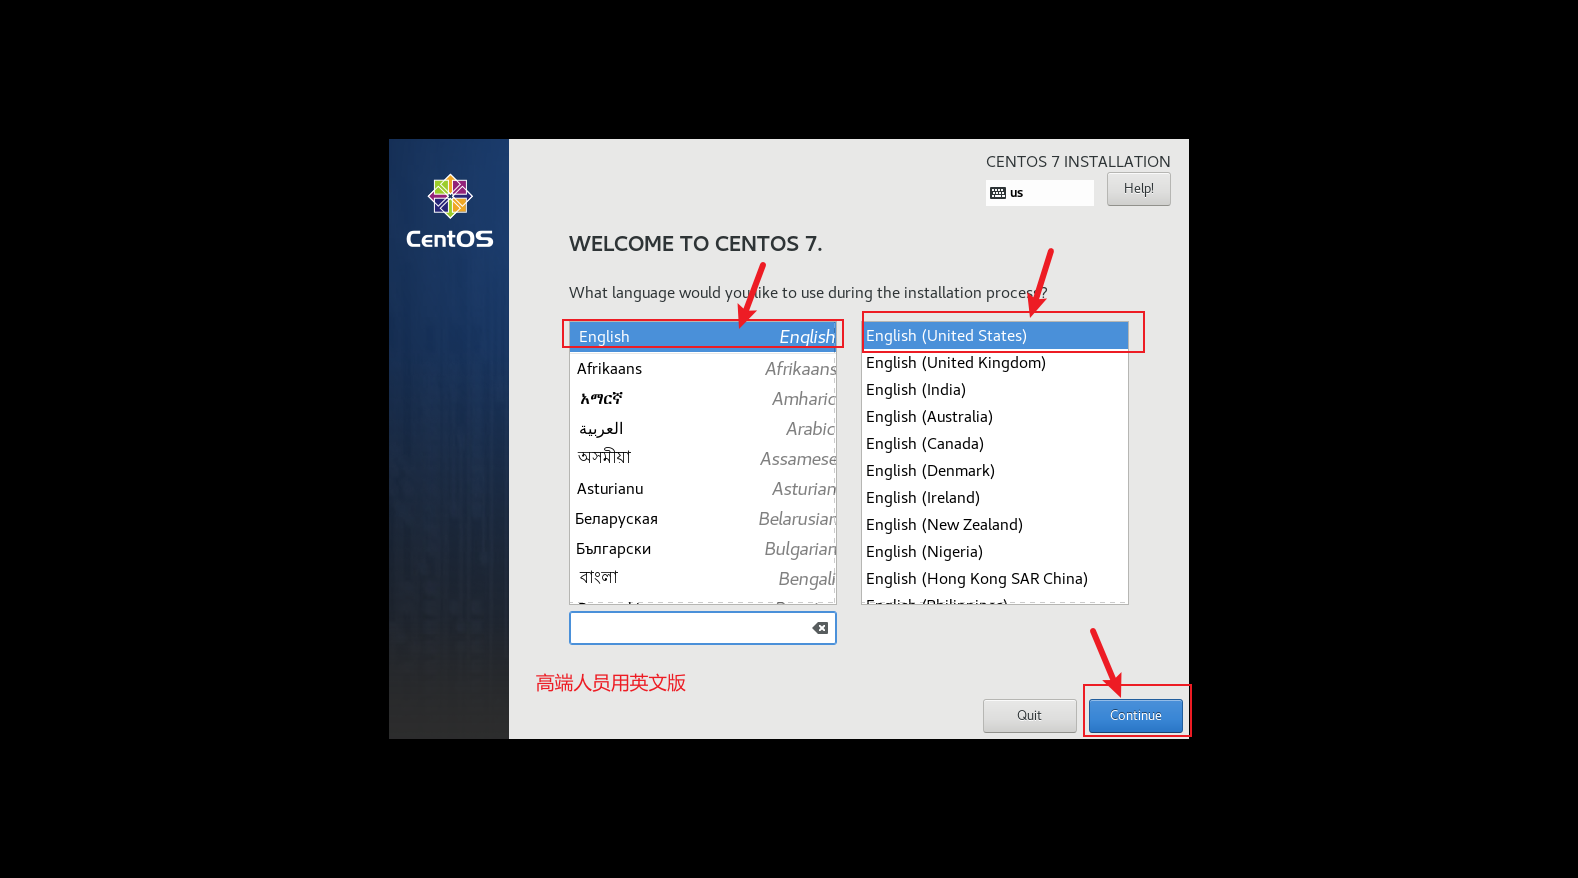 CentOS
CENTOS 7 INSTALLATION
us
Help!
WELCOME TO CENTOS 7.
What language would you like to use during the installation process?
English English
Afrikaans Afrikaans
አማርኛ Amharic
العربية Arabic
অসমীয়া Assamese
Asturianu Asturian
Беларуская Belarusian
Български Bulgarian
বাংলা Bengali
English (United States)
English (United Kingdom)
English (India)
English (Australia)
English (Canada)
English (Denmark)
English (Ireland)
English (New Zealand)
English (Nigeria)
English (Hong Kong SAR China)
English (Philippines)
高端人员用英文版
Quit
Continue